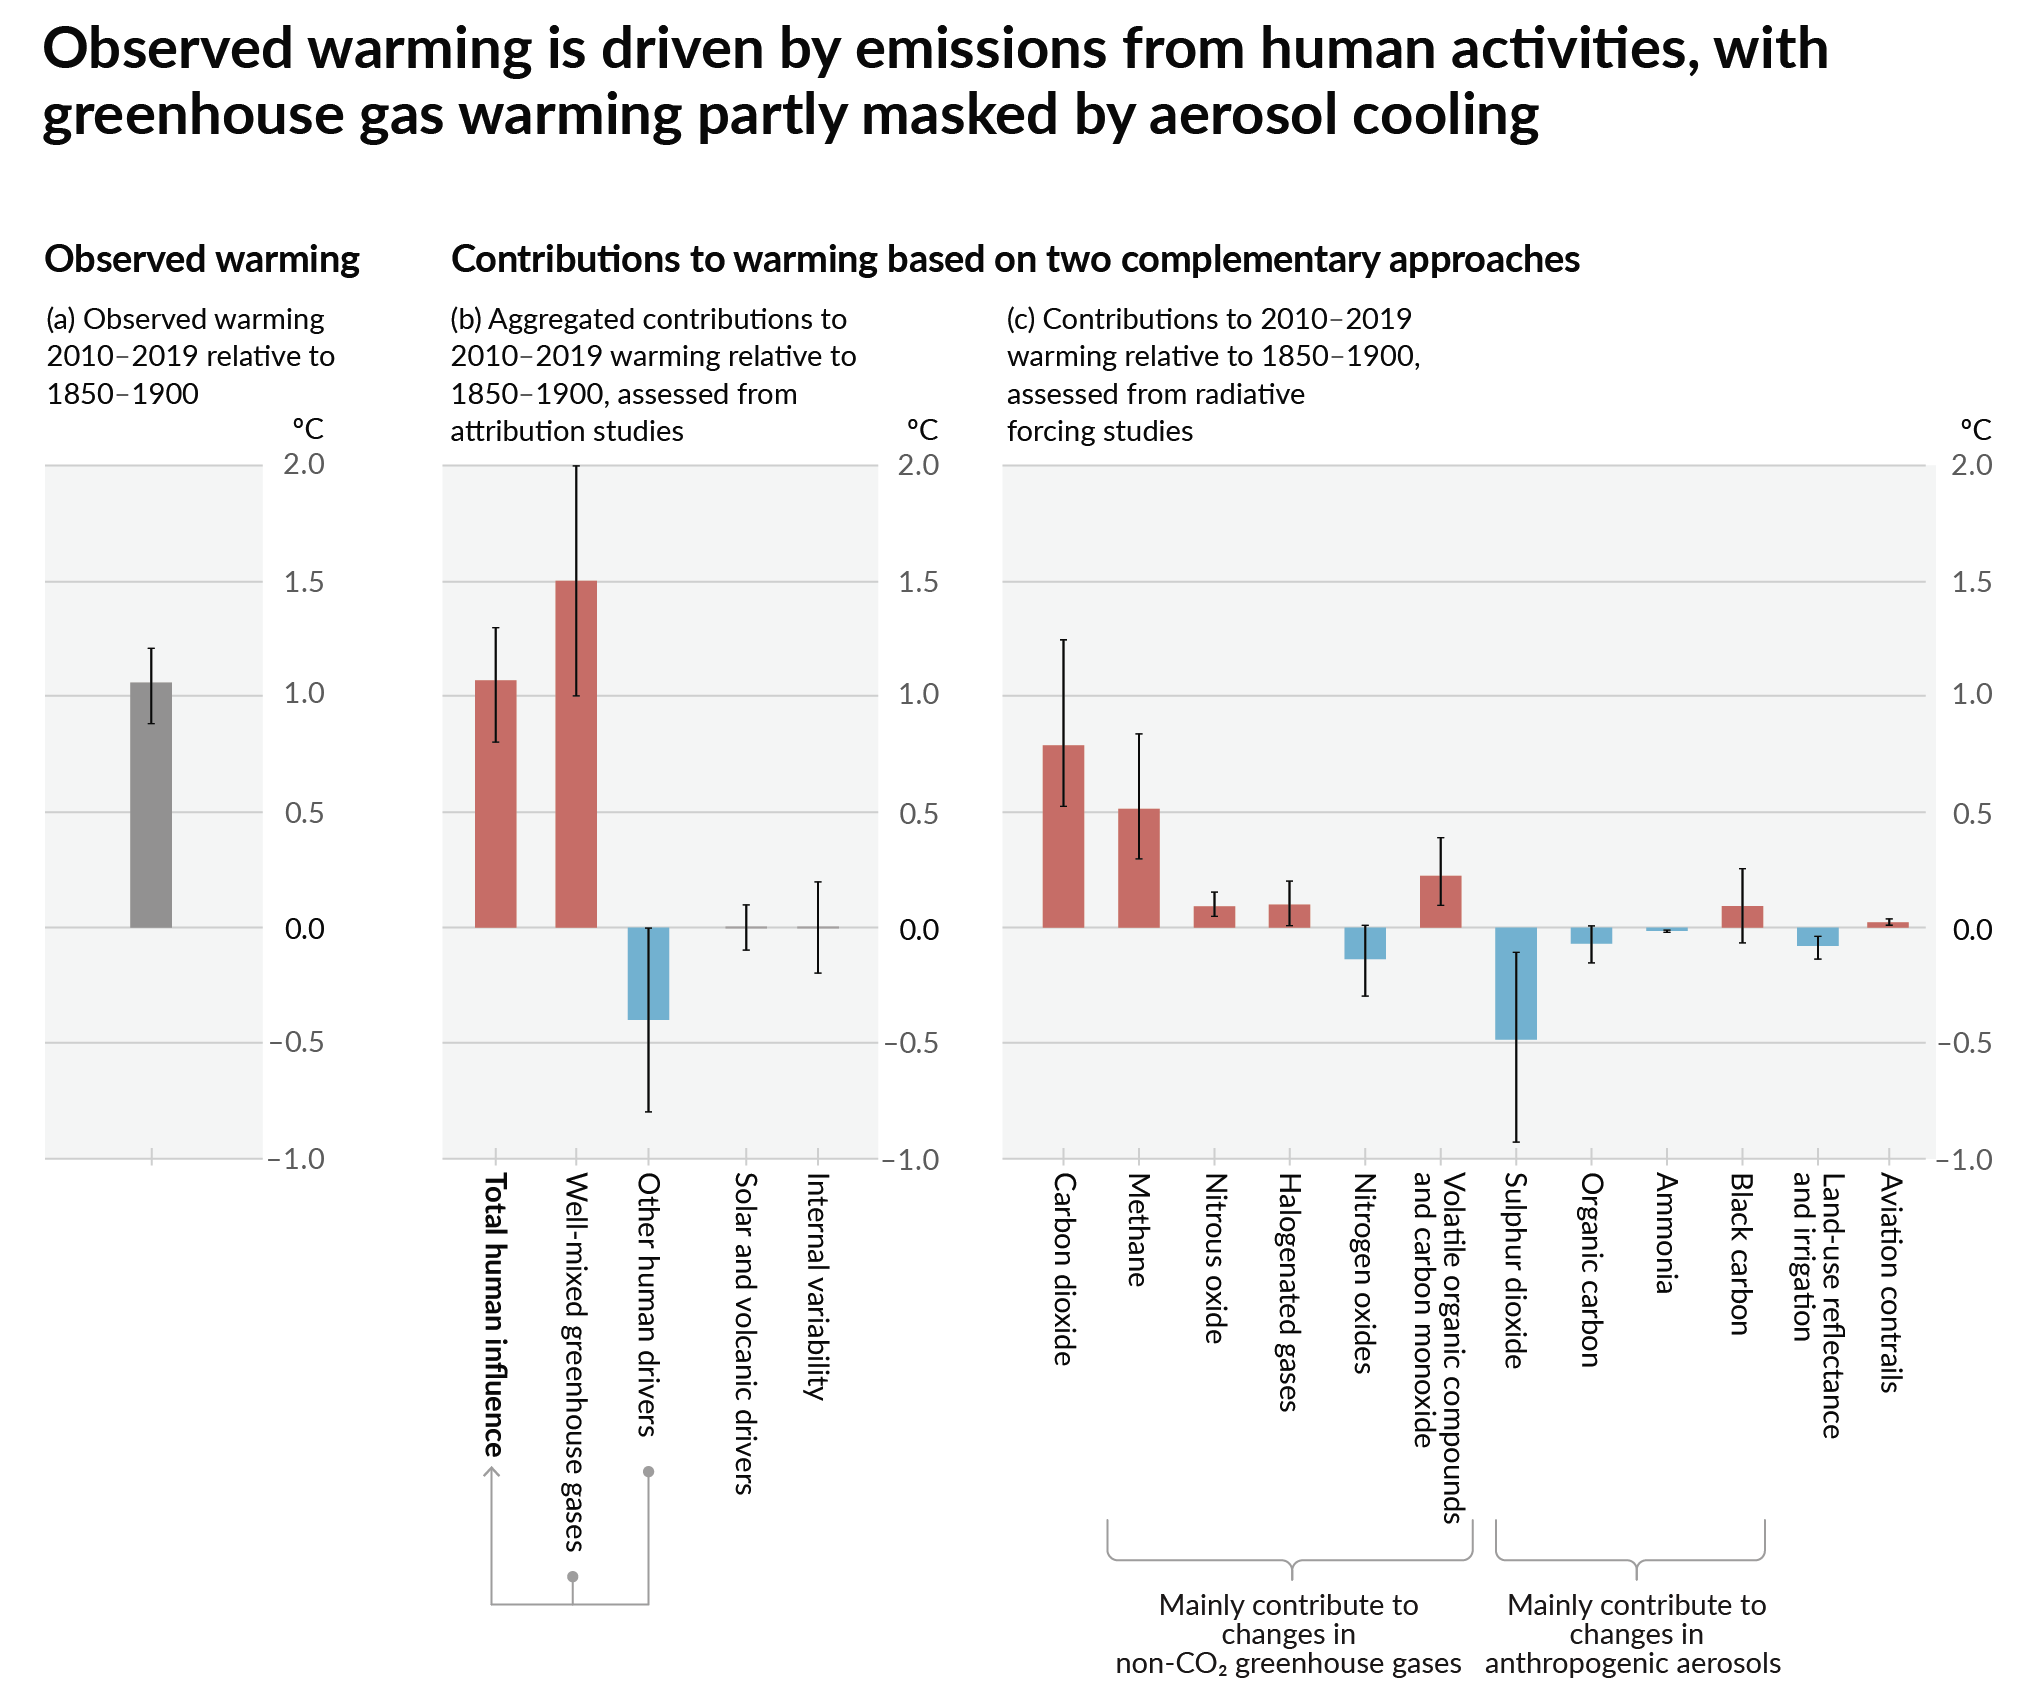 Observed warming is driven by emissions from human activities, with
greenhouse gas warming partly masked by aerosol cooling
Observed warming
(a) Observed warming
2010–2019 relative to
1850–1900
ºC
2.0
1.5
1.0
0.5
0.0
–0.5
–1.0
Contributions to warming based on two complementary approaches
(b) Aggregated contributions to
2010–2019 warming relative to
1850–1900, assessed from
attribution studies
ºC
2.0
1.5
1.0
0.5
0.0
–0.5
–1.0
Total human influence
Well-mixed greenhouse gases
Other human drivers
Solar and volcanic drivers
Internal variability
(c) Contributions to 2010–2019
warming relative to 1850–1900,
assessed from radiative
forcing studies
ºC
2.0
1.5
1.0
0.5
0.0
–0.5
–1.0
Carbon dioxide
Methane
Nitrous oxide
Halogenated gases
Nitrogen oxides
Volatile organic compounds
and carbon monoxide
Sulphur dioxide
Organic carbon
Ammonia
Black carbon
Land-use reflectance
and irrigation
Aviation contrails
Mainly contribute to
changes in
non-CO₂ greenhouse gases
Mainly contribute to
changes in
anthropogenic aerosols